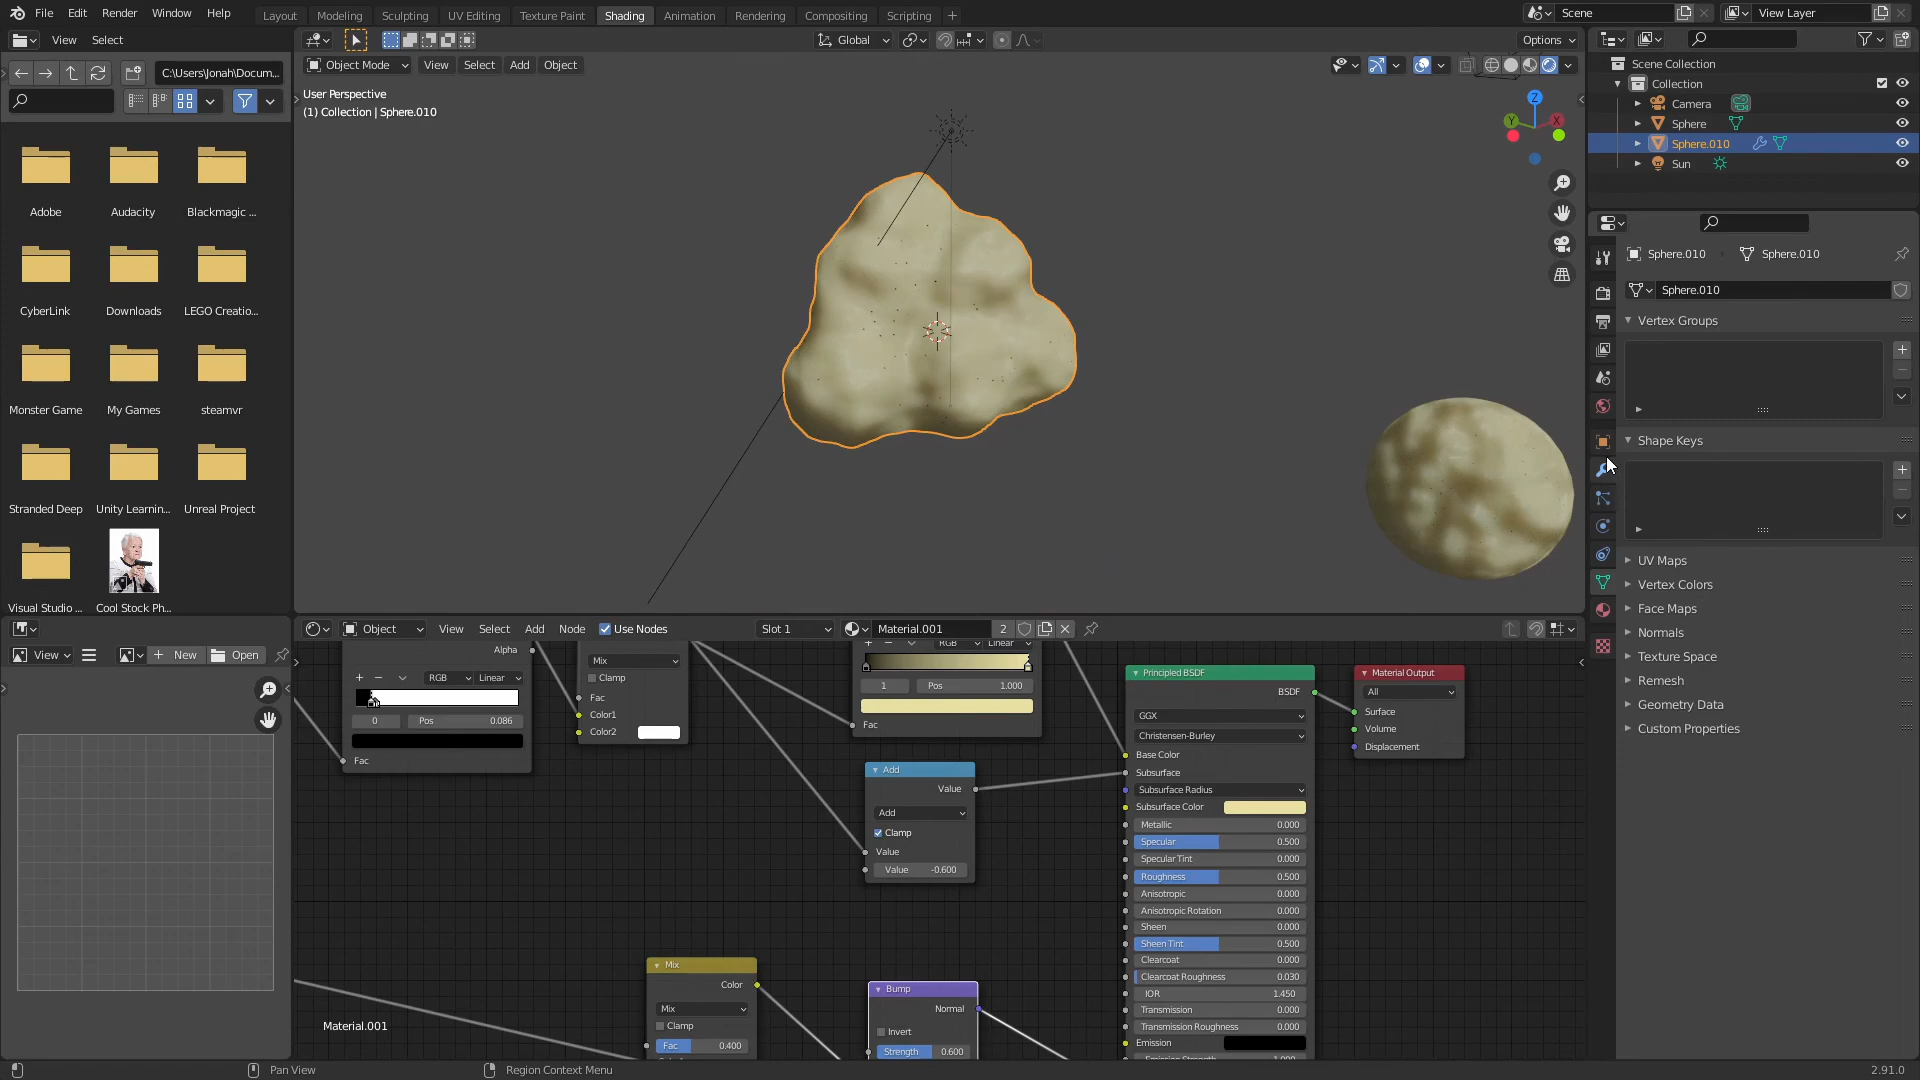 File Edit Render Window Help
Layout Modeling Sculpting UV Editing Texture Paint Shading Animation Rendering Compositing Scripting +
Scene
View Layer
View Select
C:\Users\Jonah\Docum...
Adobe Audacity Blackmagic ...
CyberLink Downloads LEGO Creatio...
Monster Game My Games steamvr
Stranded Deep Unity Learnin... Unreal Project
Visual Studio ... Cool Stock Ph...
Global
Options
Object Mode View Select Add Object
User Perspective
(1) Collection | Sphere.010
Z
Y
X
Scene Collection
Collection
Camera
Sphere
Sphere.010
Sun
Sphere.010 Sphere.010
Sphere.010
Vertex Groups
Shape Keys
UV Maps
Vertex Colors
Face Maps
Normals
Texture Space
Remesh
Geometry Data
Custom Properties
View New Open
Object View Select Add Node Use Nodes Slot 1 Material.001 2
Alpha
RGB Linear
0 Pos 0.086
Fac
Mix
Clamp
Fac
Color1
Color2
RGB Linear
1 Pos 1.000
Fac
Add
Value
Add
Clamp
Value
Value -0.600
Mix
Color
Mix
Clamp
Fac 0.400
Bump
Normal
Invert
Strength 0.600
Principled BSDF
BSDF
GGX
Christensen-Burley
Base Color
Subsurface
Subsurface Radius
Subsurface Color
Metallic 0.000
Specular 0.500
Specular Tint 0.000
Roughness 0.500
Anisotropic 0.000
Anisotropic Rotation 0.000
Sheen 0.000
Sheen Tint 0.500
Clearcoat 0.000
Clearcoat Roughness 0.030
IOR 1.450
Transmission 0.000
Transmission Roughness 0.000
Emission
Material Output
All
Surface
Volume
Displacement
Material.001
Pan View
Region Context Menu
2.91.0